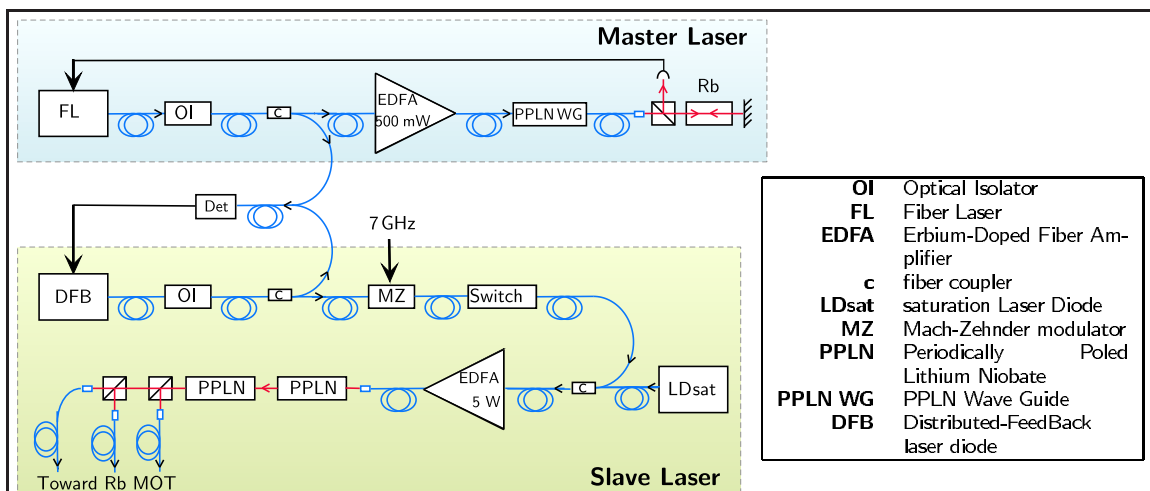 Master Laser
FL
OI
c
EDFA
500 mW
PPLN WG
Rb
Det
7 GHz
DFB
OI
c
MZ
Switch
PPLN
PPLN
EDFA
5 W
c
LDsat
Toward Rb MOT
Slave Laser
OI Optical Isolator
FL Fiber Laser
EDFA Erbium-Doped Fiber Am-
plifier
c fiber coupler
LDsat saturation Laser Diode
MZ Mach-Zehnder modulator
PPLN Periodically Poled
Lithium Niobate
PPLN WG PPLN Wave Guide
DFB Distributed-FeedBack
laser diode